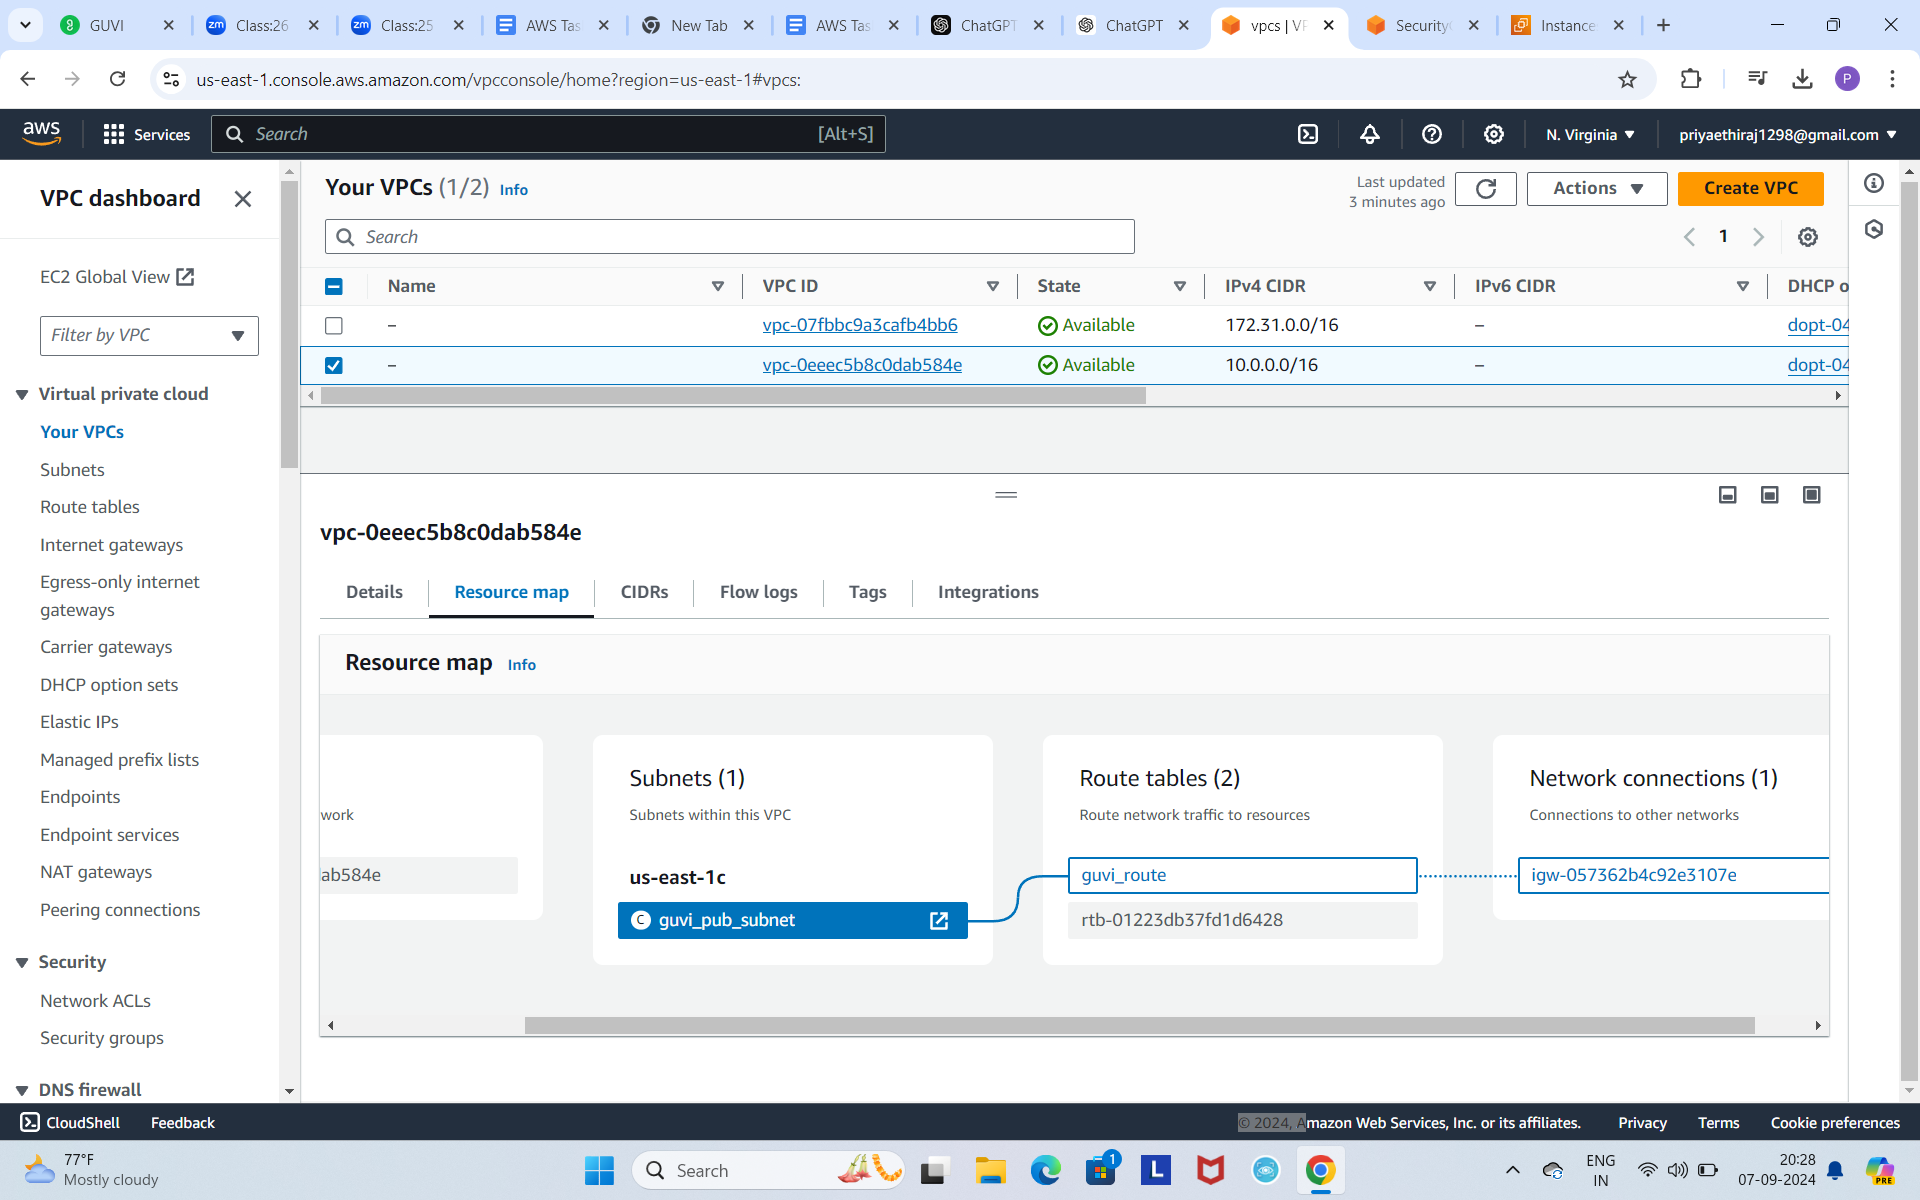 GUVI
zm Class:26
zm Class:25
AWS Tas
New Tab
AWS Tas
ChatGPT
ChatGPT
vpcs | VP
Security
Instance
us-east-1.console.aws.amazon.com/vpcconsole/home?region=us-east-1#vpcs:
P
aws
Services
Search
[Alt+S]
N. Virginia
priyaethiraj1298@gmail.com
VPC dashboard
EC2 Global View
Filter by VPC
Virtual private cloud
Your VPCs
Subnets
Route tables
Internet gateways
Egress-only internet
gateways
Carrier gateways
DHCP option sets
Elastic IPs
Managed prefix lists
Endpoints
Endpoint services
NAT gateways
Peering connections
Security
Network ACLs
Security groups
DNS firewall
Your VPCs (1/2) Info
Last updated
3 minutes ago
Actions
Create VPC
Search
1
Name VPC ID State IPv4 CIDR IPv6 CIDR DHCP o
– vpc-07fbbc9a3cafb4bb6 Available 172.31.0.0/16 – dopt-04
– vpc-0eeec5b8c0dab584e Available 10.0.0.0/16 – dopt-04
vpc-0eeec5b8c0dab584e
Details Resource map CIDRs Flow logs Tags Integrations
Resource map Info
work
ab584e
Subnets (1)
Subnets within this VPC
us-east-1c
C guvi_pub_subnet
Route tables (2)
Route network traffic to resources
guvi_route
rtb-01223db37fd1d6428
Network connections (1)
Connections to other networks
igw-057362b4c92e3107e
CloudShell Feedback
© 2024, Amazon Web Services, Inc. or its affiliates. Privacy Terms Cookie preferences
77°F
Mostly cloudy
Search
1
L
PRE
ENG
IN
20:28
07-09-2024